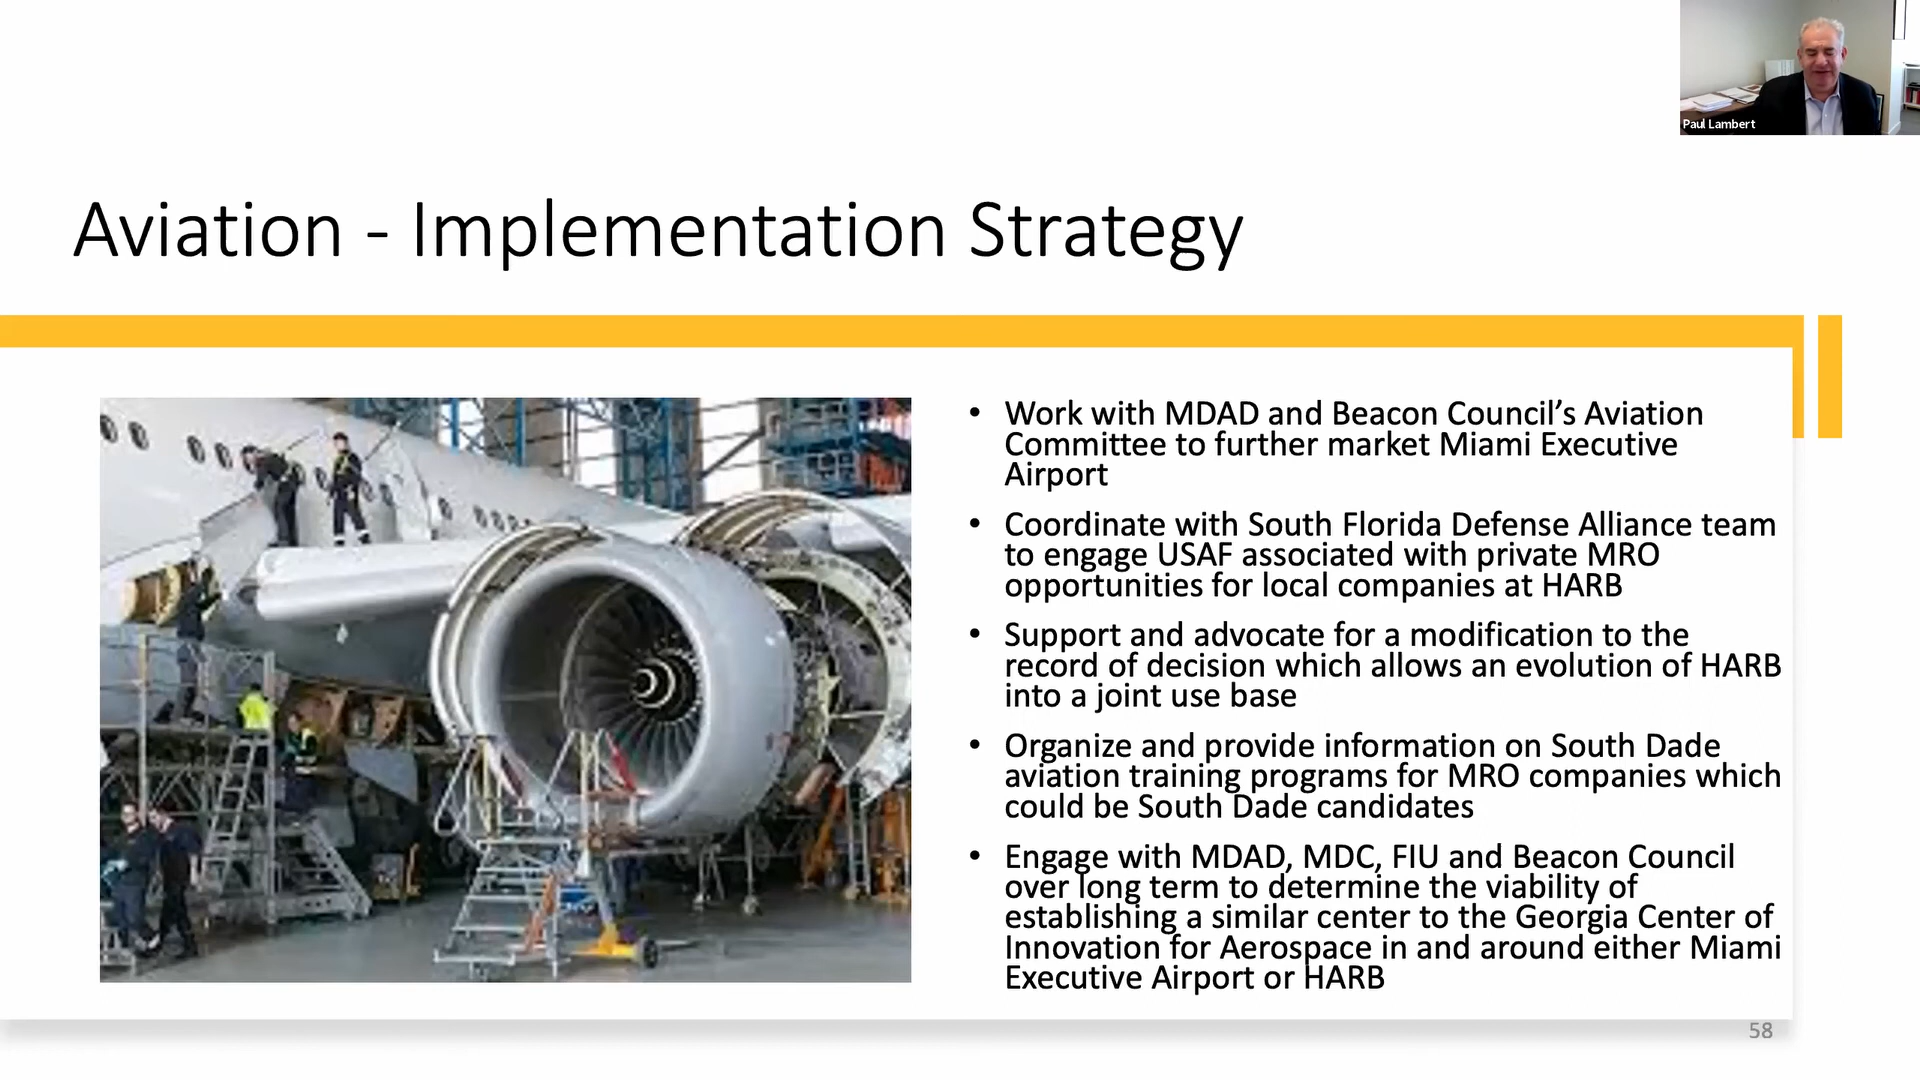 Paul Lambert
Aviation - Implementation Strategy
• Work with MDAD and Beacon Council’s Aviation
Committee to further market Miami Executive
Airport
• Coordinate with South Florida Defense Alliance team
to engage USAF associated with private MRO
opportunities for local companies at HARB
• Support and advocate for a modification to the
record of decision which allows an evolution of HARB
into a joint use base
• Organize and provide information on South Dade
aviation training programs for MRO companies which
could be South Dade candidates
• Engage with MDAD, MDC, FIU and Beacon Council
over long term to determine the viability of
establishing a similar center to the Georgia Center of
Innovation for Aerospace in and around either Miami
Executive Airport or HARB
58